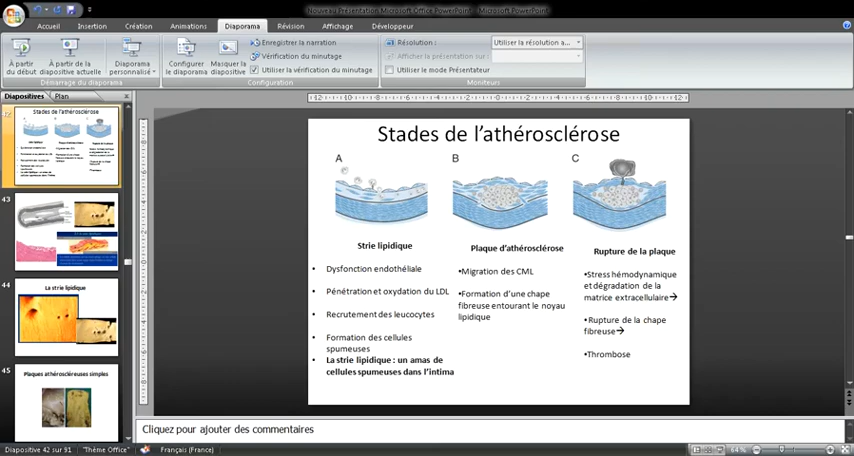 Nouveau Présentation Microsoft Office PowerPoint - Microsoft PowerPoint
Accueil Insertion Création Animations Diaporama Révision Affichage Développeur
À partir du début
À partir de la diapositive actuelle
Diaporama personnalisé
Démarrage du diaporama
Configurer le diaporama
Masquer la diapositive
Enregistrer la narration
Vérification du minutage
Utiliser la vérification du minutage
Configuration
Résolution : Utiliser la résolution a...
Afficher la présentation sur :
Utiliser le mode Présentateur
Moniteurs
Diapositives Plan
42
Stades de l'athérosclérose
43
44
La strie lipidique
45
Plaques athéroscléreuses simples
Stades de l'athérosclérose
A B C
Strie lipidique
• Dysfonction endothéliale
• Pénétration et oxydation du LDL
• Recrutement des leucocytes
• Formation des cellules
spumeuses
• La strie lipidique : un amas de
cellules spumeuses dans l'intima
Plaque d'athérosclérose
•Migration des CML
•Formation d'une chape
fibreuse entourant le noyau
lipidique
Rupture de la plaque
•Stress hémodynamique
et dégradation de la
matrice extracellulaire→
•Rupture de la chape
fibreuse→
•Thrombose
Cliquez pour ajouter des commentaires
Diapositive 42 sur 91 "Thème Office" Français (France) 64 %